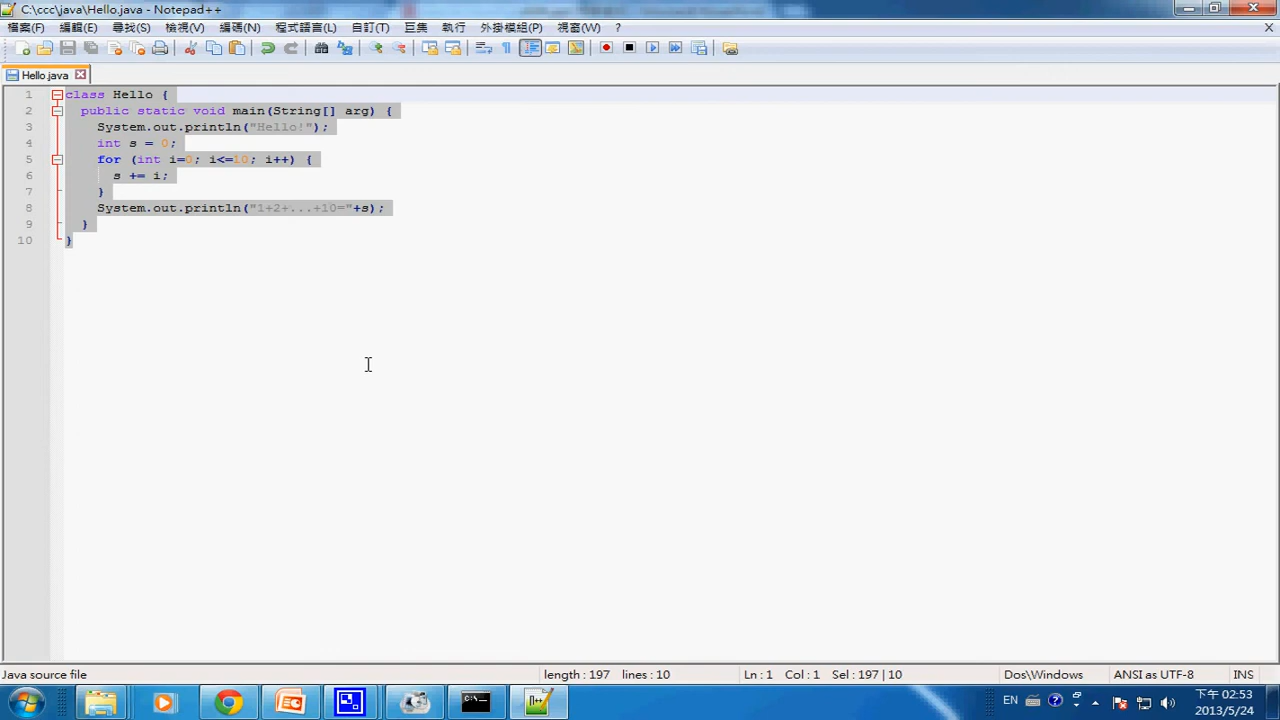 C:\ccc\java\Hello.java - Notepad++
檔案(F) 編輯(E) 尋找(S) 檢視(V) 編碼(N) 程式語言(L) 自訂(T) 巨集 執行 外掛模組(P) 視窗(W) ?
Hello.java
1 class Hello {
2 public static void main(String[] arg) {
3 System.out.println("Hello!");
4 int s = 0;
5 for (int i=0; i<=10; i++) {
6 s += i;
7 }
8 System.out.println("1+2+...+10="+s);
9 }
10 }
Java source file length : 197 lines : 10 Ln : 1 Col : 1 Sel : 197 | 10 Dos\Windows ANSI as UTF-8 INS
EN 下午 02:53
2013/5/24